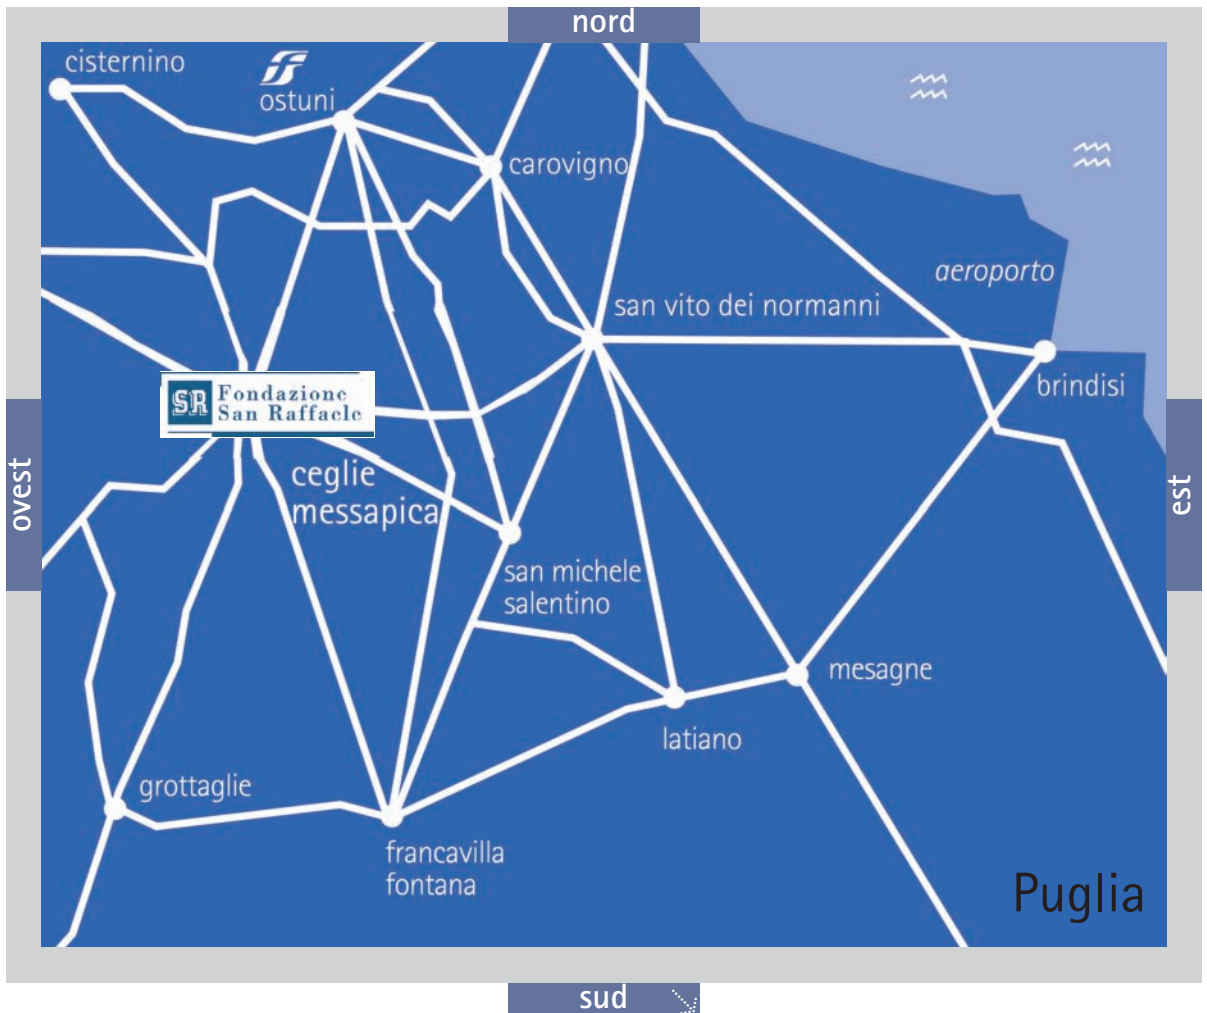 nord
cisternino
ostuni
carovigno
aeroporto
san vito dei normanni
brindisi
SR Fondazione
San Raffaele
ovest
est
ceglie
messapica
san michele
salentino
mesagne
latiano
grottaglie
francavilla
fontana
Puglia
sud